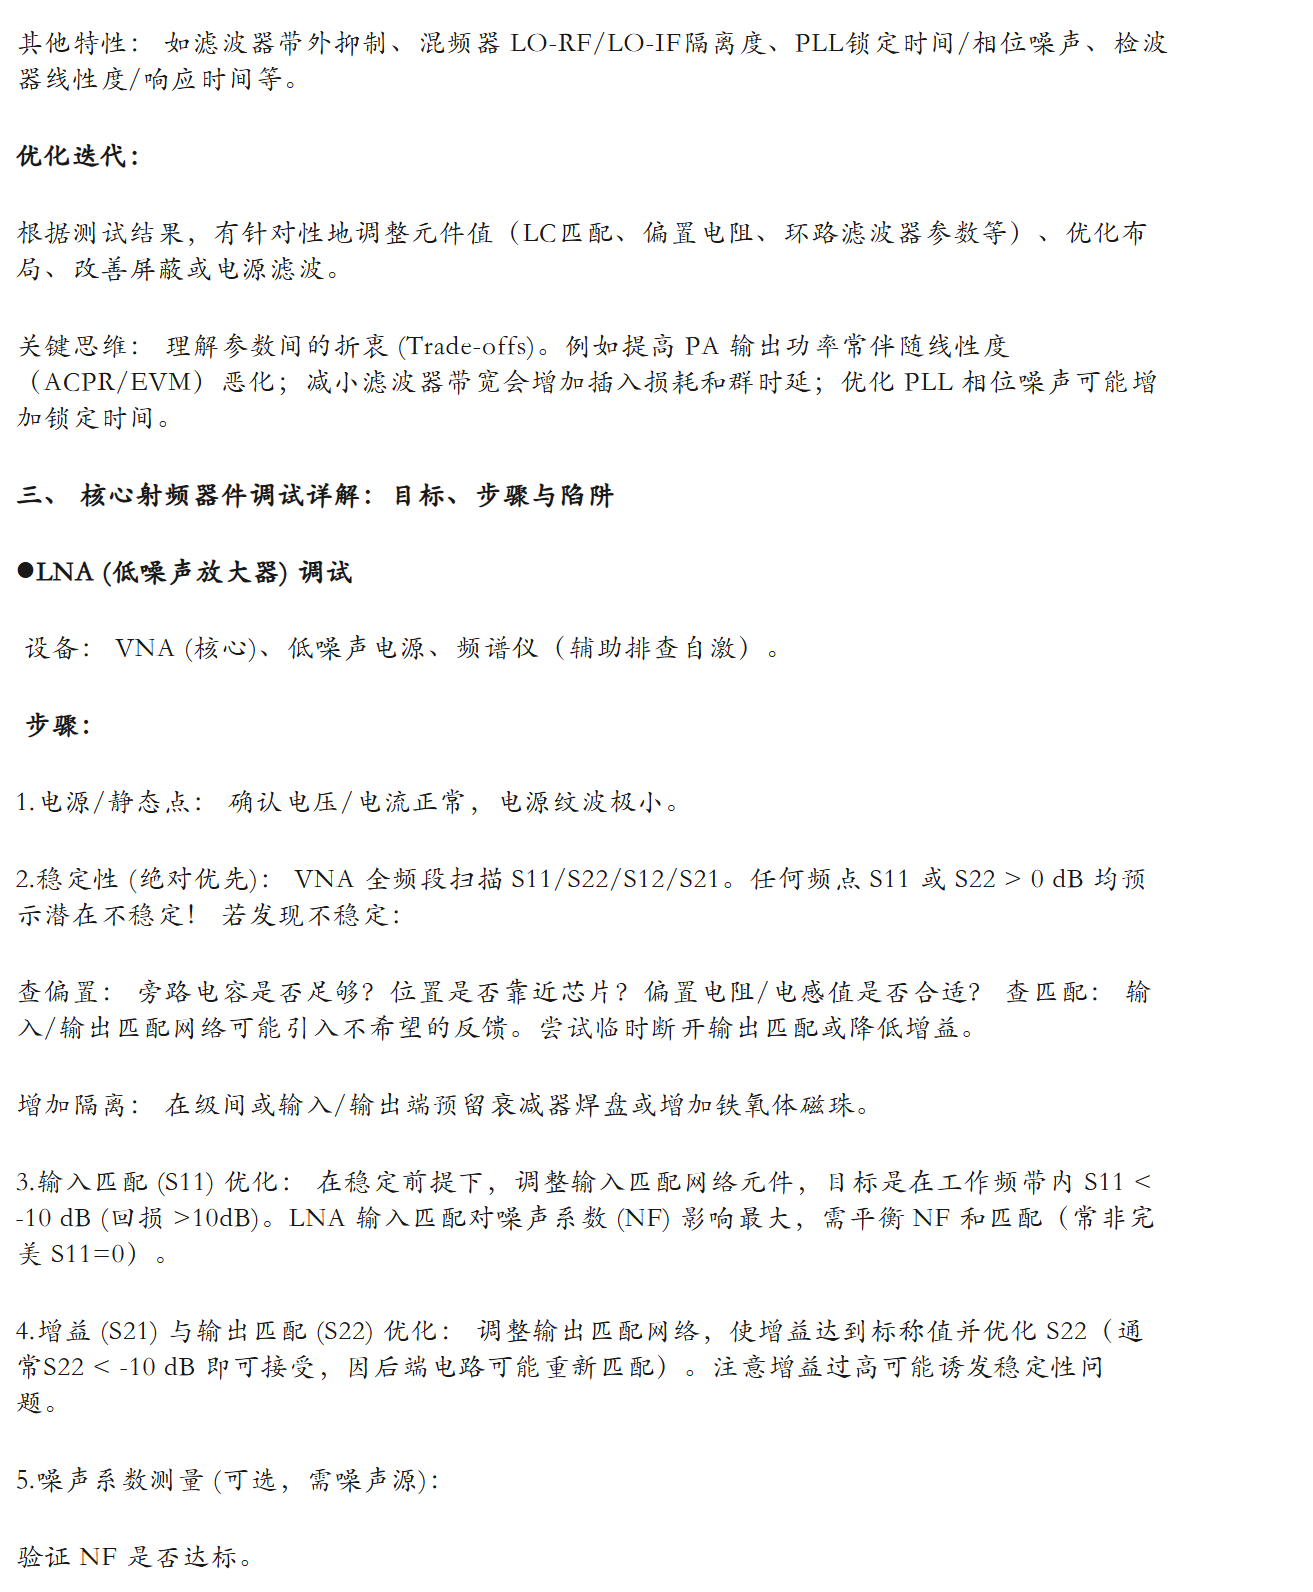 其他特性： 如滤波器带外抑制、混频器 LO-RF/LO-IF隔离度、PLL锁定时间/相位噪声、检波
器线性度/响应时间等。
优化迭代：
根据测试结果，有针对性地调整元件值（LC匹配、偏置电阻、环路滤波器参数等）、优化布
局、改善屏蔽或电源滤波。
关键思维： 理解参数间的折衷 (Trade-offs)。例如提高 PA 输出功率常伴随线性度
（ACPR/EVM）恶化；减小滤波器带宽会增加插入损耗和群时延；优化 PLL 相位噪声可能增
加锁定时间。
三、 核心射频器件调试详解：目标、步骤与陷阱
●LNA (低噪声放大器) 调试
设备： VNA (核心)、低噪声电源、频谱仪（辅助排查自激）。
步骤：
1.电源/静态点： 确认电压/电流正常，电源纹波极小。
2.稳定性 (绝对优先)： VNA 全频段扫描 S11/S22/S12/S21。任何频点 S11 或 S22 > 0 dB 均预
示潜在不稳定！ 若发现不稳定：
查偏置： 旁路电容是否足够？位置是否靠近芯片？偏置电阻/电感值是否合适？ 查匹配： 输
入/输出匹配网络可能引入不希望的反馈。尝试临时断开输出匹配或降低增益。
增加隔离： 在级间或输入/输出端预留衰减器焊盘或增加铁氧体磁珠。
3.输入匹配 (S11) 优化： 在稳定前提下，调整输入匹配网络元件，目标是在工作频带内 S11 <
-10 dB (回损 >10dB)。LNA 输入匹配对噪声系数 (NF) 影响最大，需平衡 NF 和匹配（常非完
美 S11=0）。
4.增益 (S21) 与输出匹配 (S22) 优化： 调整输出匹配网络，使增益达到标称值并优化 S22（通
常S22 < -10 dB 即可接受，因后端电路可能重新匹配）。注意增益过高可能诱发稳定性问
题。
5.噪声系数测量 (可选，需噪声源)：
验证 NF 是否达标。